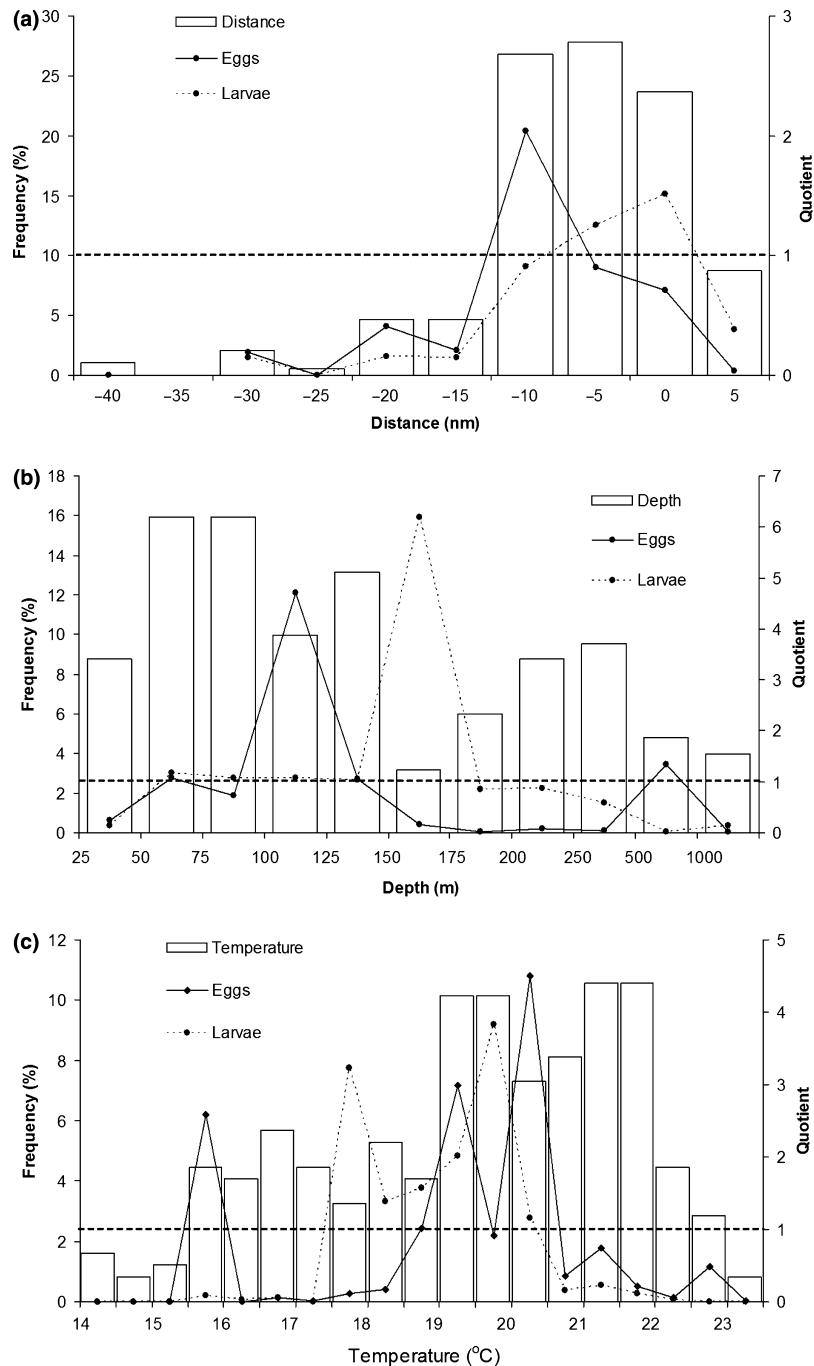 (a)
Distance
Eggs
Larvae
30
25
20
15
10
5
0
Frequency (%)
3
2
1
0
Quotient
–40 –35 –30 –25 –20 –15 –10 –5 0 5
Distance (nm)
(b)
Depth
Eggs
Larvae
18
16
14
12
10
8
6
4
2
0
Frequency (%)
7
6
5
4
3
2
1
0
Quotient
25 50 75 100 125 150 175 200 250 500 1000
Depth (m)
(c)
Temperature
Eggs
Larvae
12
10
8
6
4
2
0
Frequency (%)
5
4
3
2
1
0
Quotient
14 15 16 17 18 19 20 21 22 23
Temperature (°C)